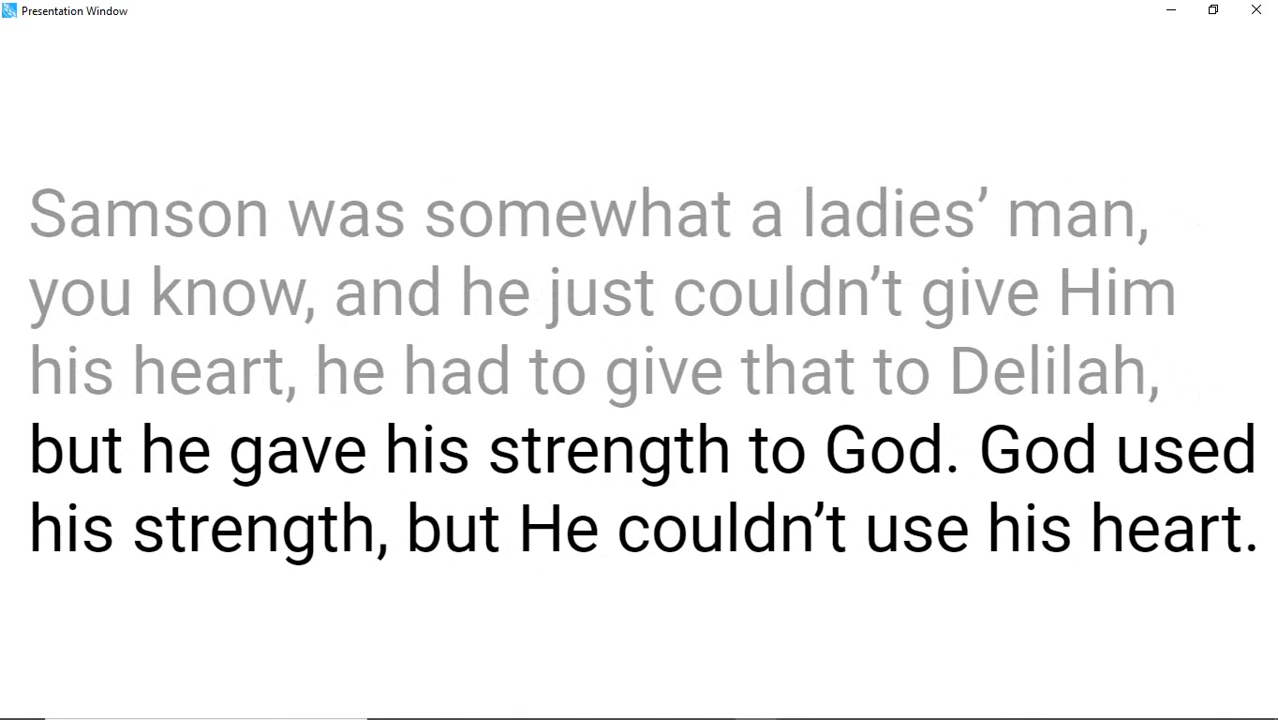 Presentation Window
Samson was somewhat a ladies’ man,
you know, and he just couldn’t give Him
his heart, he had to give that to Delilah,
but he gave his strength to God. God used
his strength, but He couldn’t use his heart.